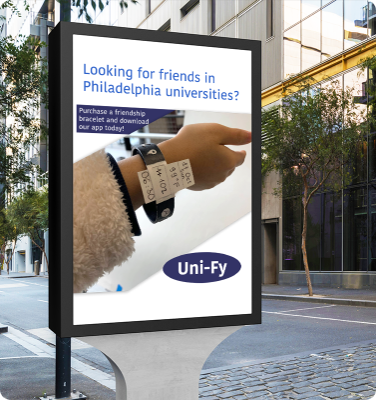 Looking for friends in
Philadelphia universities?
Purchase a friendship
bracelet and download
our app today!
Uni-Fy